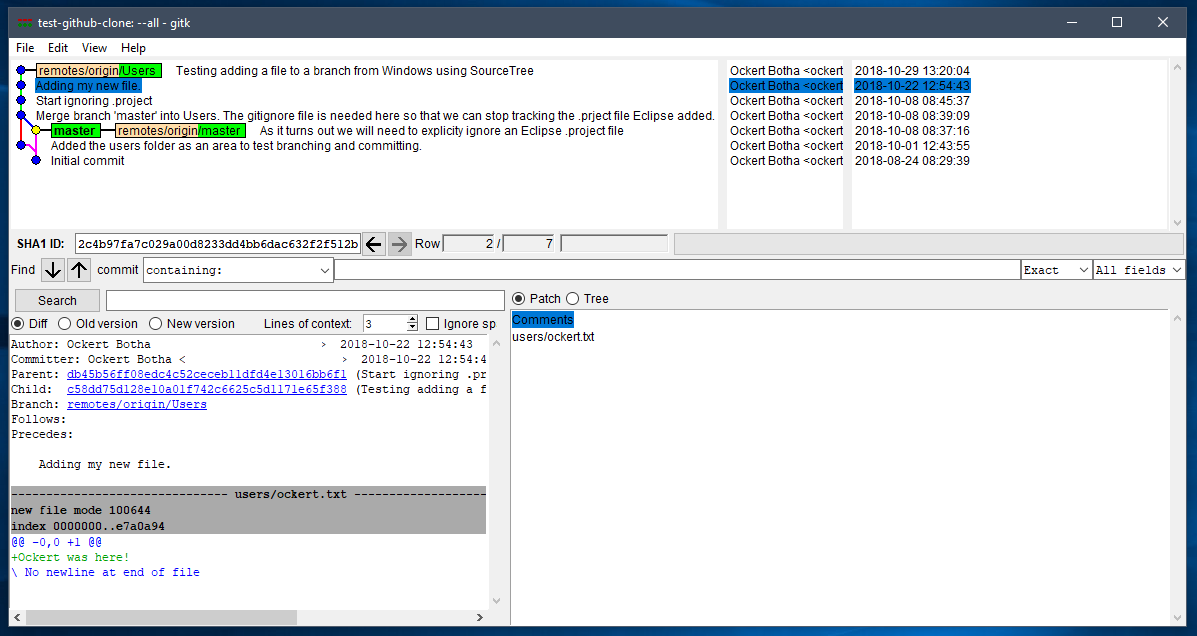 test-github-clone: --all - gitk
File Edit View Help
remotes/origin/Users Testing adding a file to a branch from Windows using SourceTree Ockert Botha <ockert 2018-10-29 13:20:04
Adding my new file. Ockert Botha <ockert 2018-10-22 12:54:43
Start ignoring .project Ockert Botha <ockert 2018-10-08 08:45:37
Merge branch 'master' into Users. The gitignore file is needed here so that we can stop tracking the .prject file Eclipse added. Ockert Botha <ockert 2018-10-08 08:39:09
master remotes/origin/master As it turns out we will need to explicity ignore an Eclipse .project file Ockert Botha <ockert 2018-10-08 08:37:16
Added the users folder as an area to test branching and committing. Ockert Botha <ockert 2018-10-01 12:43:55
Initial commit Ockert Botha <ockert 2018-08-24 08:29:39
SHA1 ID: 2c4b97fa7c029a00d8233dd4bb6dac632f2f512b Row 2 / 7
Find commit containing: Exact All fields
Search Patch Tree
Diff Old version New version Lines of context: 3 Ignore sp
Comments
users/ockert.txt
Author: Ockert Botha > 2018-10-22 12:54:43
Committer: Ockert Botha < > 2018-10-22 12:54:4
Parent: db45b56ff08edc4c52ceceb11dfd4e13016bb6f1 (Start ignoring .pr
Child: c58dd75d128e10a01f742c6625c5d1171e65f388 (Testing adding a f
Branch: remotes/origin/Users
Follows:
Precedes:
Adding my new file.
---------------------------- users/ockert.txt -------------------
new file mode 100644
index 0000000..e7a0a94
@@ -0,0 +1 @@
+Ockert was here!
\ No newline at end of file